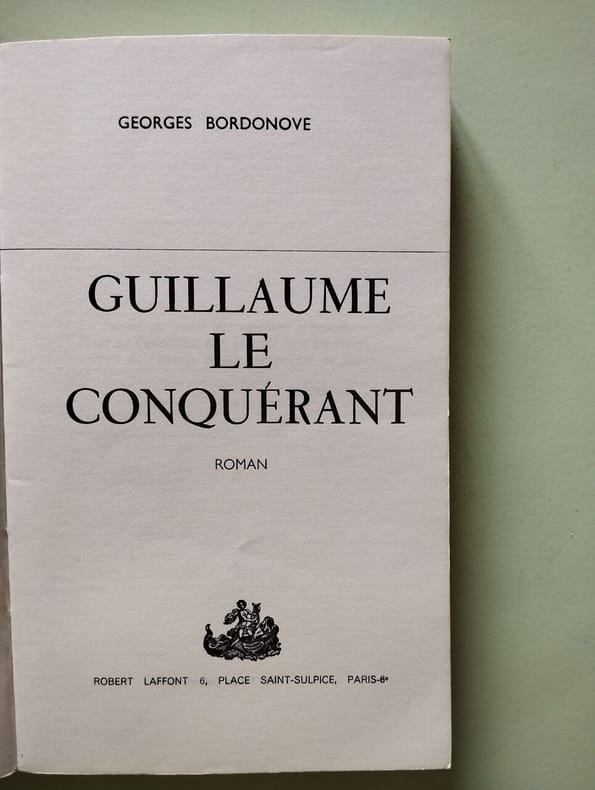 GEORGES BORDONOVE
GUILLAUME
LE
CONQUÉRANT
ROMAN
ROBERT LAFFONT 6, PLACE SAINT-SULPICE, PARIS-6e